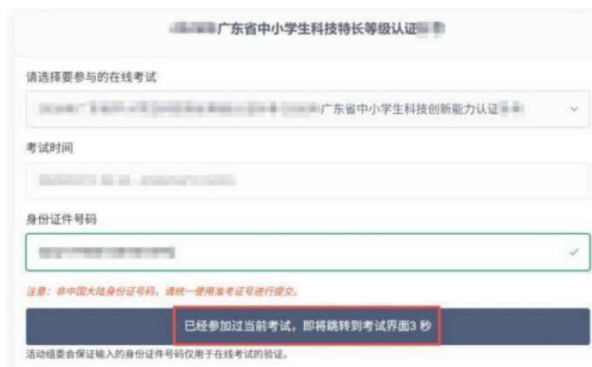 广东省中小学生科技特长等级认证
请选择要参与的在线考试
广东省中小学生科技创新能力认证
考试时间
身份证件号码
注意：非中国大陆身份证号码，请统一使用准考证号进行提交。
已经参加过当前考试，即将跳转到考试界面3 秒
活动组委会保证输入的身份证件号码仅用于在线考试的验证。